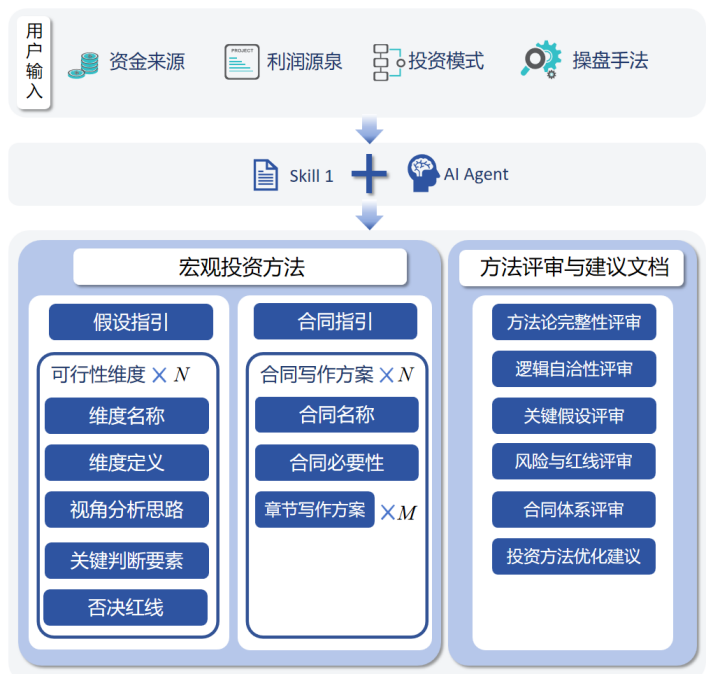 用户输入
资金来源
PROJECT
利润源泉
投资模式
操盘手法
Skill 1
AI Agent
宏观投资方法
假设指引
可行性维度 × N
维度名称
维度定义
视角分析思路
关键判断要素
否决红线
合同指引
合同写作方案 × N
合同名称
合同必要性
章节写作方案 × M
方法评审与建议文档
方法论完整性评审
逻辑自洽性评审
关键假设评审
风险与红线评审
合同体系评审
投资方法优化建议